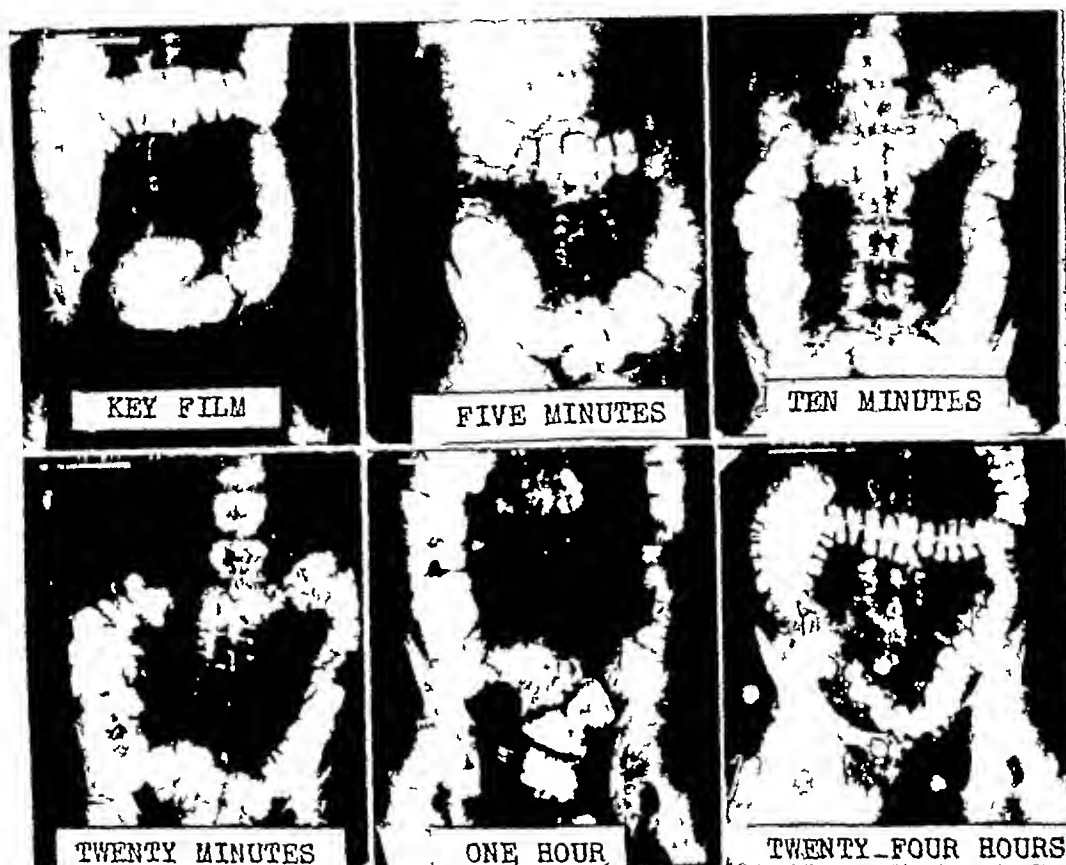 KEY FILM
FIVE MINUTES
TEN MINUTES
TWENTY MINUTES
ONE HOUR
TWENTY-FOUR HOURS